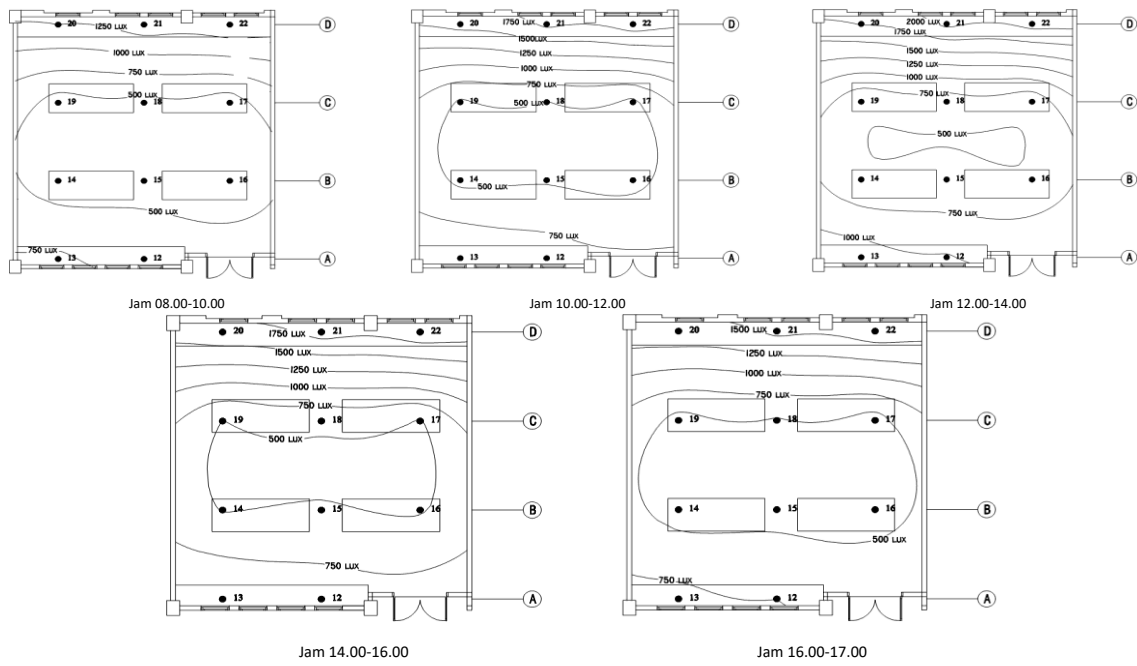 20 21 22 D
1250 LUX
1000 LUX
750 LUX
500 LUX
19 18 17 C
14 15 16 B
500 LUX
750 LUX
13 12 A
Jam 08.00-10.00
1750 LUX
20 21 22 D
1500LUX
1250 LUX
1000 LUX
750 LUX
500 LUX
19 18 17 C
14 15 16 B
500 LUX
750 LUX
13 12 A
Jam 10.00-12.00
2000 LUX
20 21 22 D
1750 LUX
1500 LUX
1250 LUX
1000 LUX
750 LUX
19 18 17 C
500 LUX
14 15 16 B
750 LUX
1000 LUX
13 12 A
Jam 12.00-14.00
20 21 22 D
1750 LUX
1500 LUX
1250 LUX
1000 LUX
750 LUX
19 18 17 C
500 LUX
14 15 16 B
750 LUX
13 12 A
Jam 14.00-16.00
1500 LUX
20 21 22 D
1250 LUX
1000 LUX
750 LUX
19 18 17 C
14 15 16 B
500 LUX
750 LUX
13 12 A
Jam 16.00-17.00